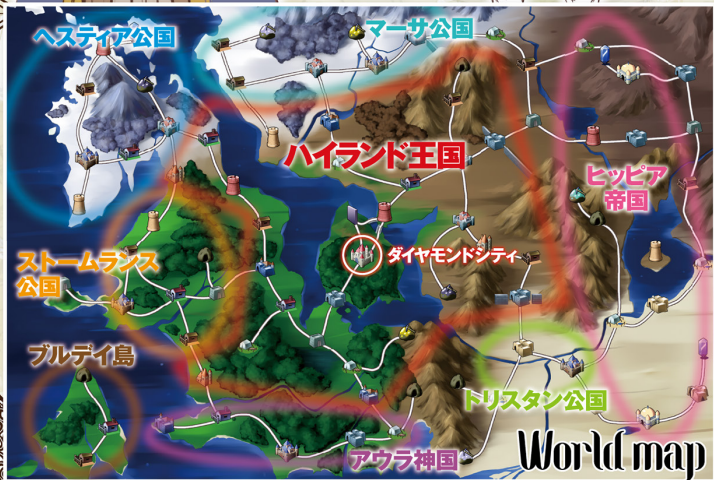 ヘスティア公国
マーサ公国
ハイランド王国
ヒッピア
帝国
ダイヤモンドシティ
ストームランス
公国
ブルデイ島
トリスタン公国
アウラ神国
World map